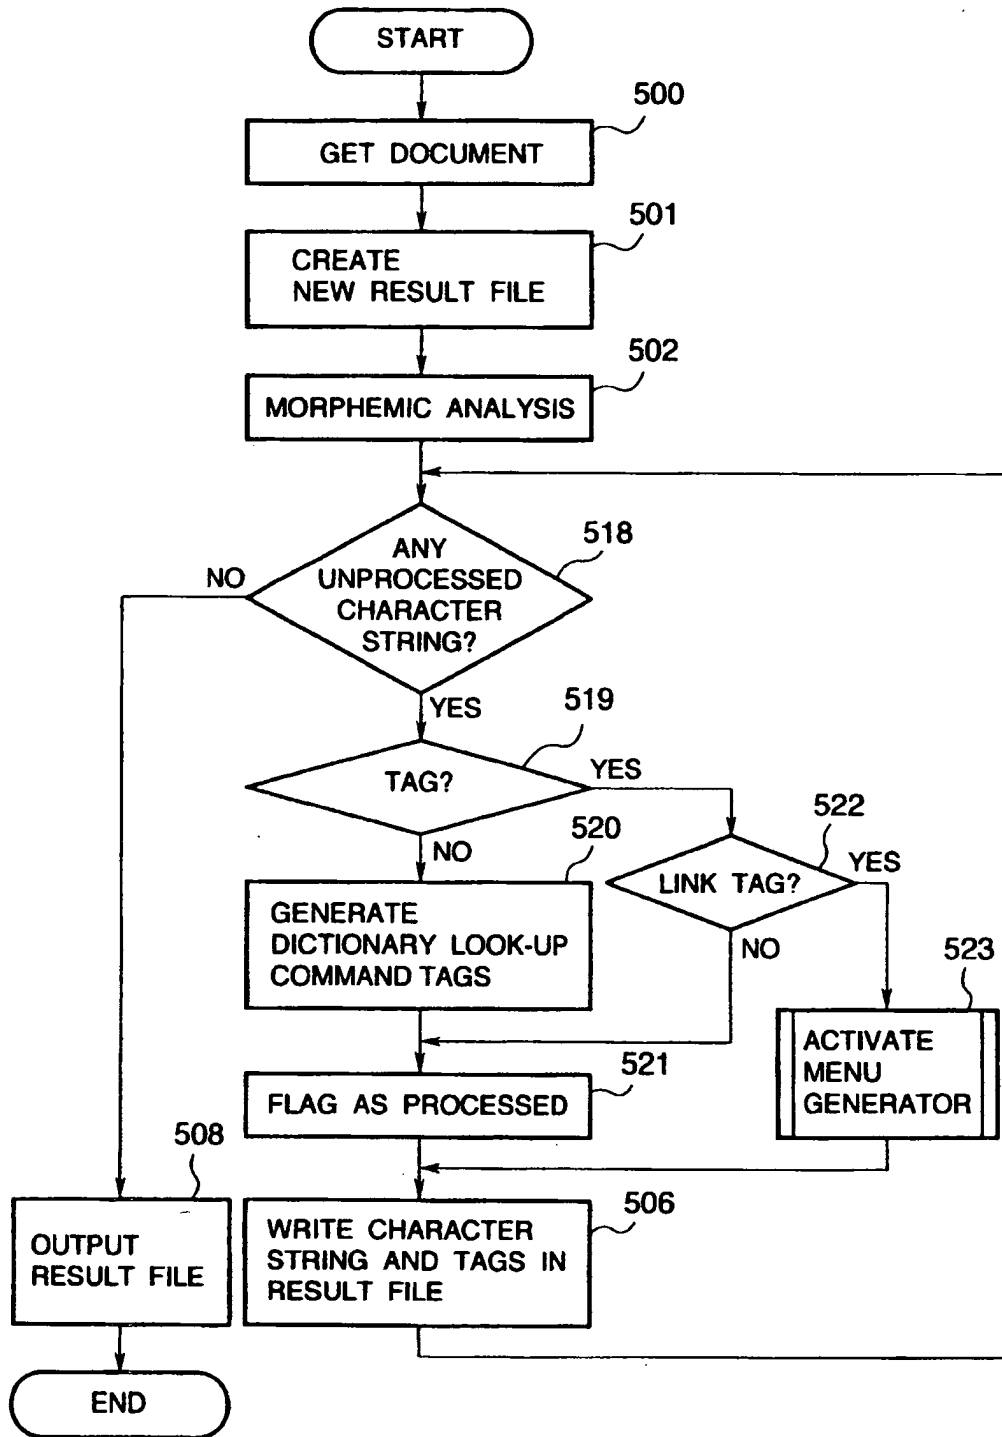 START
500
GET DOCUMENT
501
CREATE
NEW RESULT FILE
502
MORPHEMIC ANALYSIS
518
ANY
UNPROCESSED
CHARACTER
STRING?
NO
YES
519
TAG?
YES
NO
522
LINK TAG?
YES
NO
520
GENERATE
DICTIONARY LOOK-UP
COMMAND TAGS
523
ACTIVATE
MENU
GENERATOR
521
FLAG AS PROCESSED
508
OUTPUT
RESULT FILE
506
WRITE CHARACTER
STRING AND TAGS IN
RESULT FILE
END